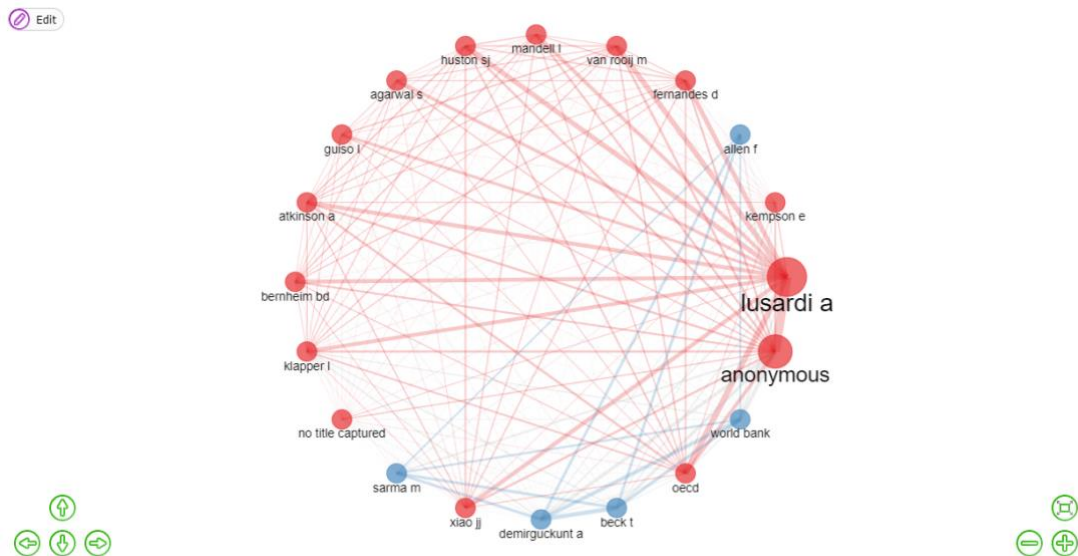 Edit
mandell l
huston sj
van rooij m
agarwal s
fernandes d
guiso l
allen f
atkinson a
kempson e
bernheim bd
lusardi a
klapper l
anonymous
no title captured
world bank
sarma m
oecd
xiao jj
beck t
demirguckunt a